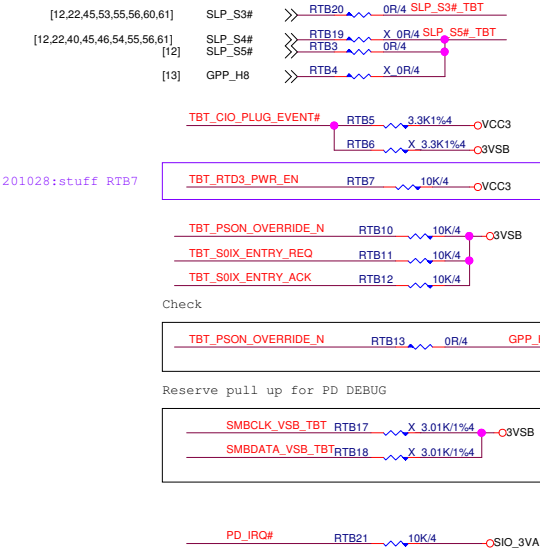 [12,22,45,53,55,56,60,61] SLP_S3# RTB20 0R/4 SLP_S3#_TBT
[12,22,40,45,46,54,55,56,61] SLP_S4# RTB19 X_0R/4 SLP_S5#_TBT
[12] SLP_S5# RTB3 0R/4
[13] GPP_H8 RTB4 X_0R/4
TBT_CIO_PLUG_EVENT# RTB5 3.3K1%4 VCC3
RTB6 X_3.3K1%4 3VSB
201028:stuff RTB7 TBT_RTD3_PWR_EN RTB7 10K/4 VCC3
TBT_PSON_OVERRIDE_N RTB10 10K/4 3VSB
TBT_S0IX_ENTRY_REQ RTB11 10K/4
TBT_S0IX_ENTRY_ACK RTB12 10K/4
Check
TBT_PSON_OVERRIDE_N RTB13 0R/4
Reserve pull up for PD DEBUG
SMBCLK_VSB_TBT RTB17 X_3.01K/1%4 3VSB
SMBDATA_VSB_TBT RTB18 X_3.01K/1%4
PD_IRQ# RTB21 10K/4 SIO_3VA